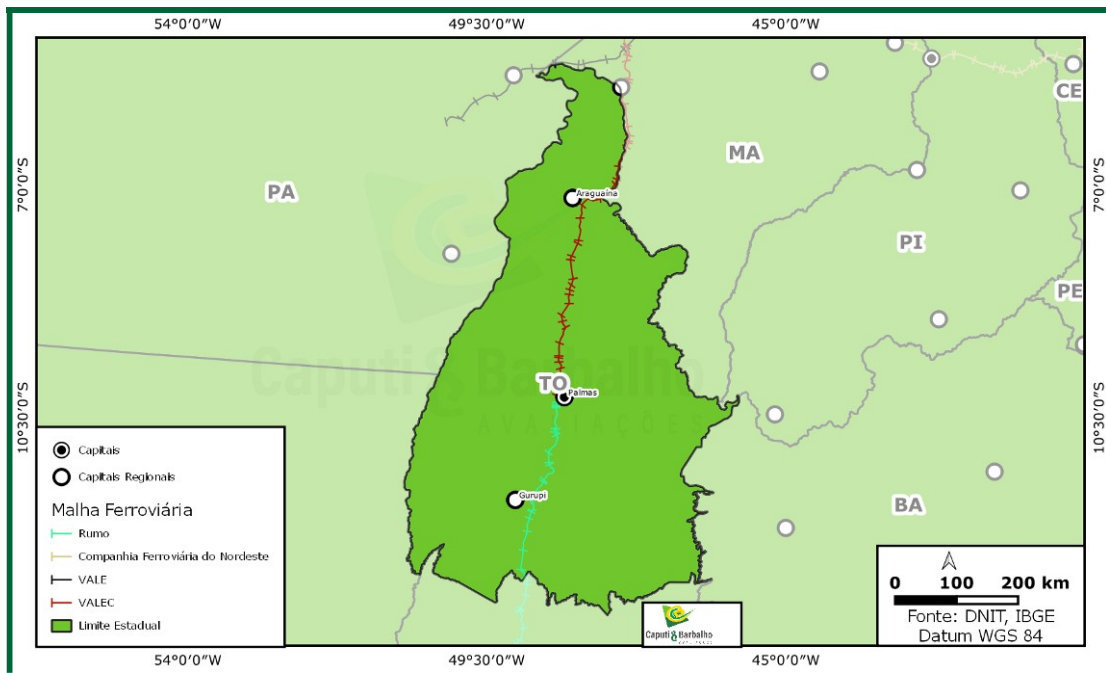 54°0'0"W
49°30'0"W
45°0'0"W
7°0'0"S
7°0'0"S
CE
MA
PA
Araguaína
PI
PE
Caputi & Barbalho
AVALIAÇÕES
TO
Palmas
10°30'0"S
10°30'0"S
Gurupi
BA
Capitais
Capitais Regionais
Malha Ferroviária
Rumo
Companhia Ferroviária do Nordeste
VALE
VALEC
Limite Estadual
Caputi & Barbalho
0 100 200 km
Fonte: DNIT, IBGE
Datum WGS 84
54°0'0"W
49°30'0"W
45°0'0"W